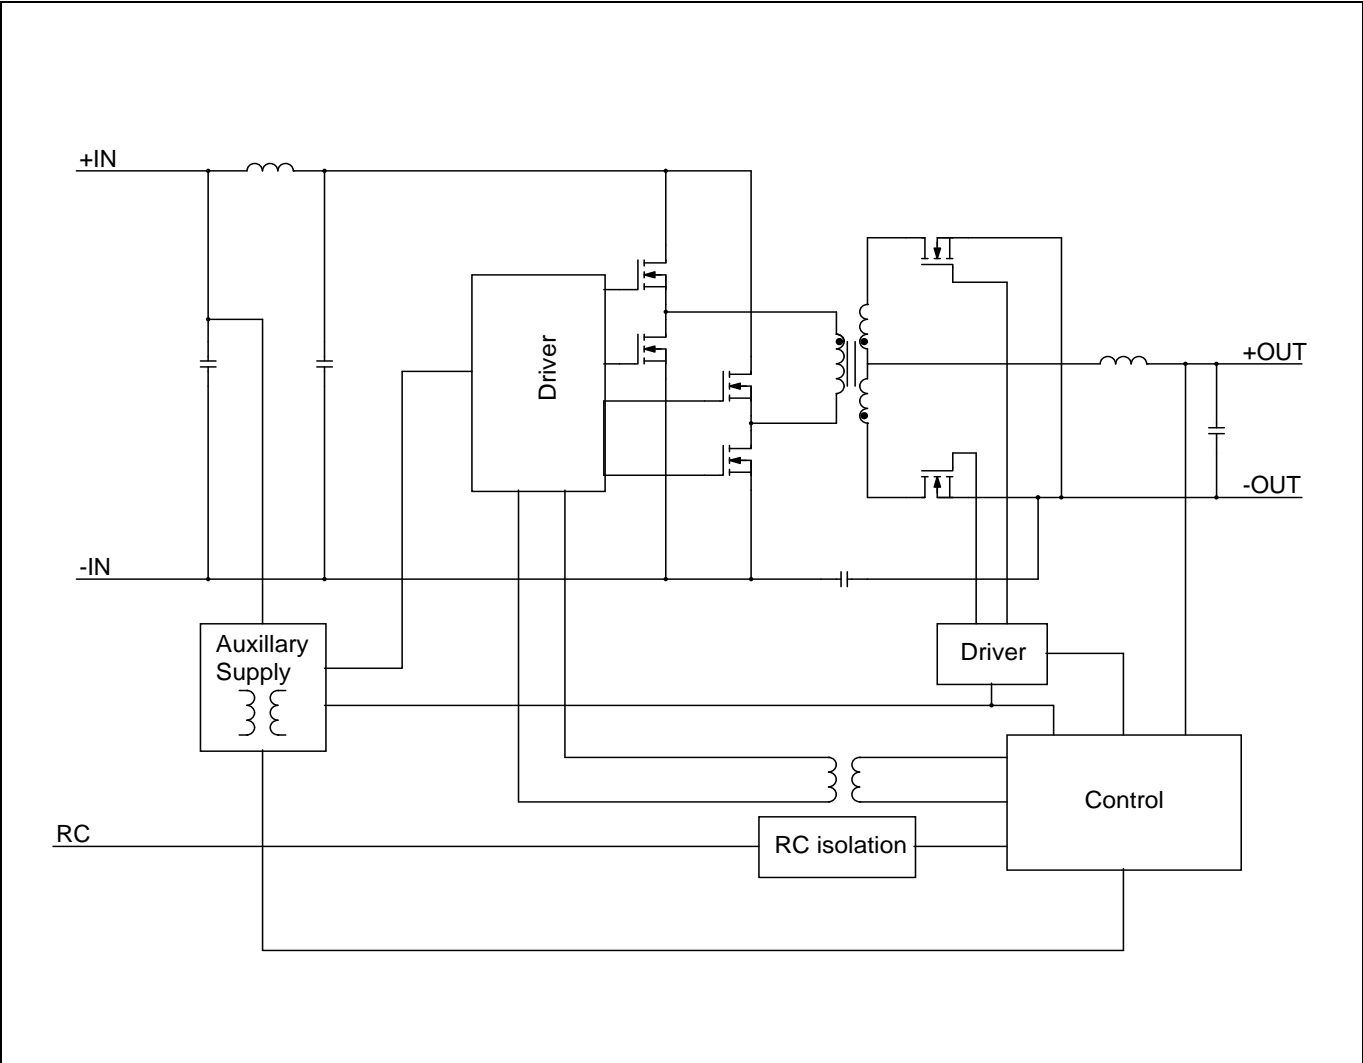 +IN
Driver
+OUT
-OUT
-IN
Auxillary
Supply
Driver
Control
RC
RC isolation